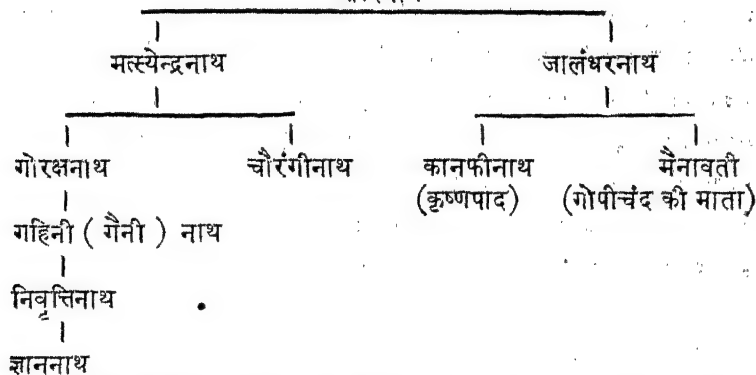 मत्स्येन्द्रनाथ जालंधरनाथ
गोरक्षनाथ चौरंगीनाथ कानफीनाथ मैनावती
(कृष्णपाद) (गोपीचंद की माता)
गहिनी ( गैनी ) नाथ
निवृत्तिनाथ
ज्ञाननाथ